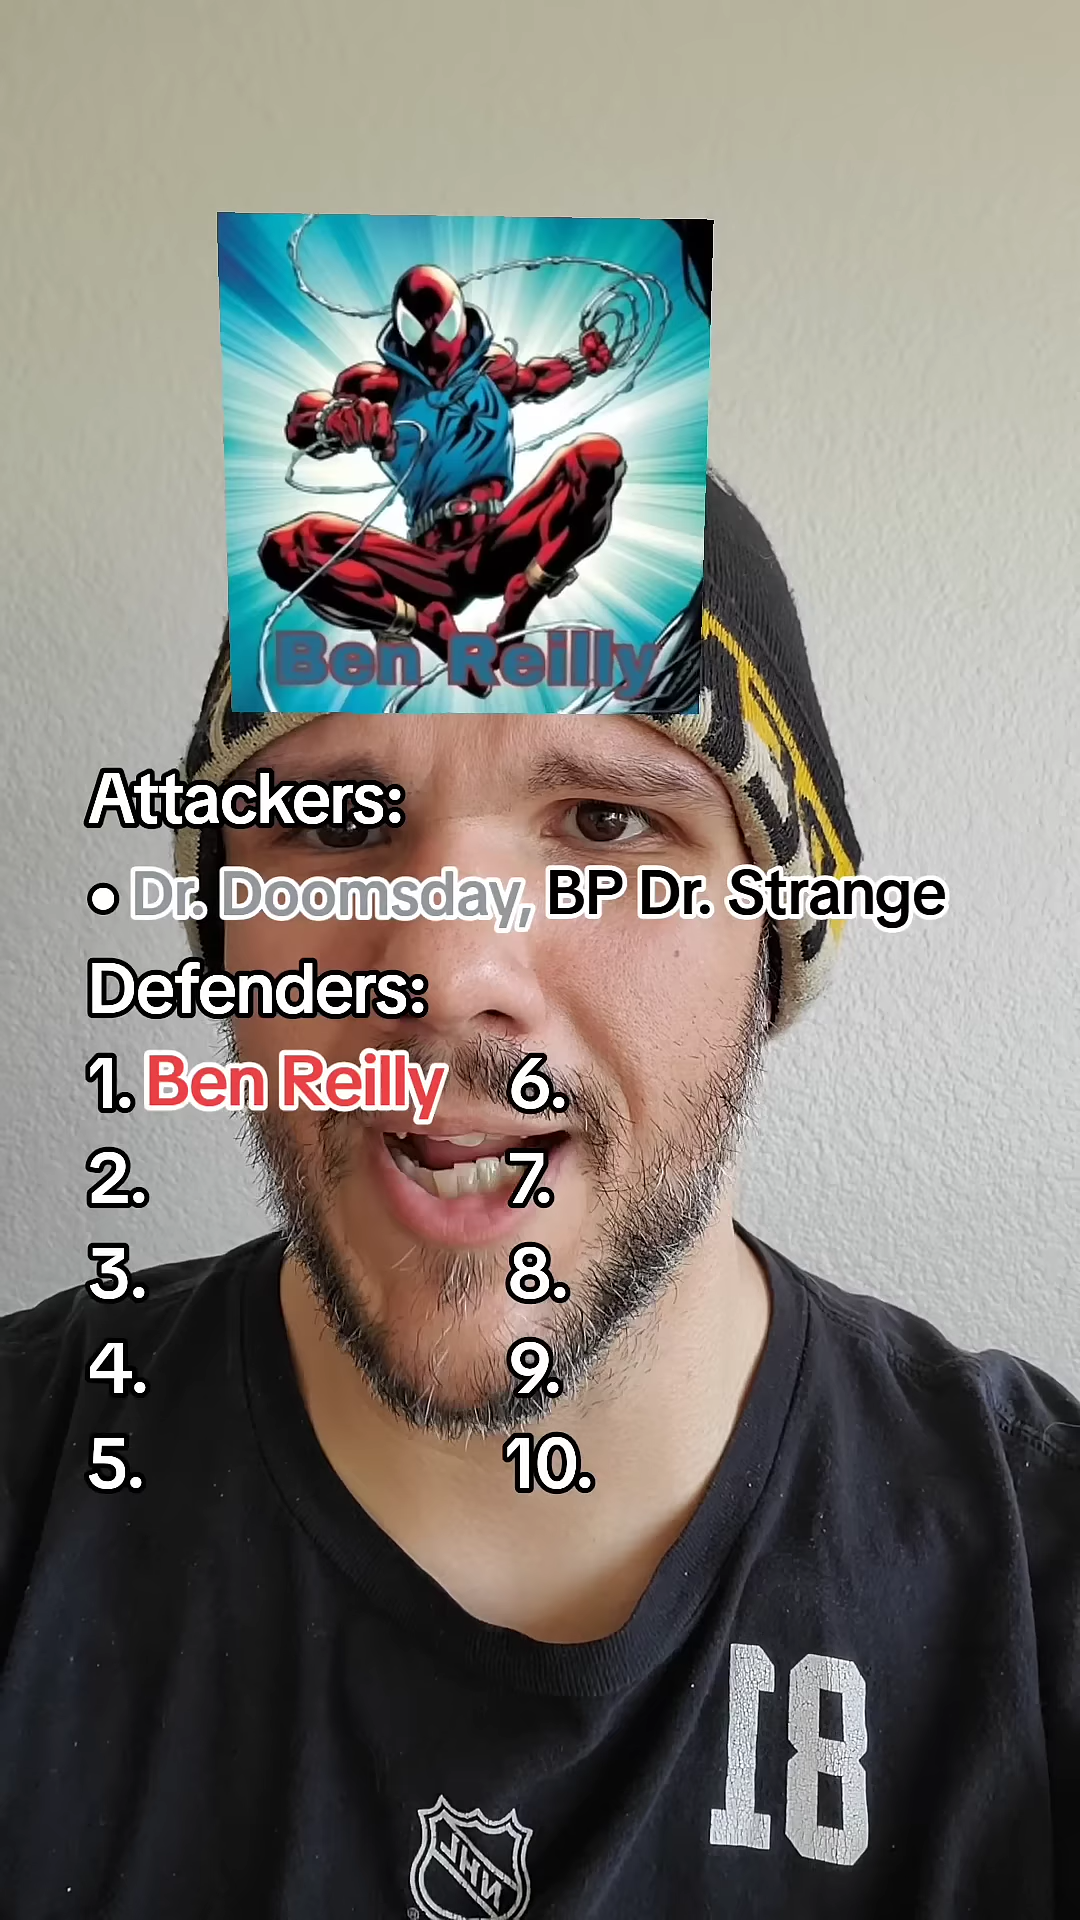 Ben Reilly
Attackers:
• Dr. Doomsday, BP Dr. Strange
Defenders:
1. Ben Reilly 6.
2. 7.
3. 8.
4. 9.
5. 10.
18
NHL